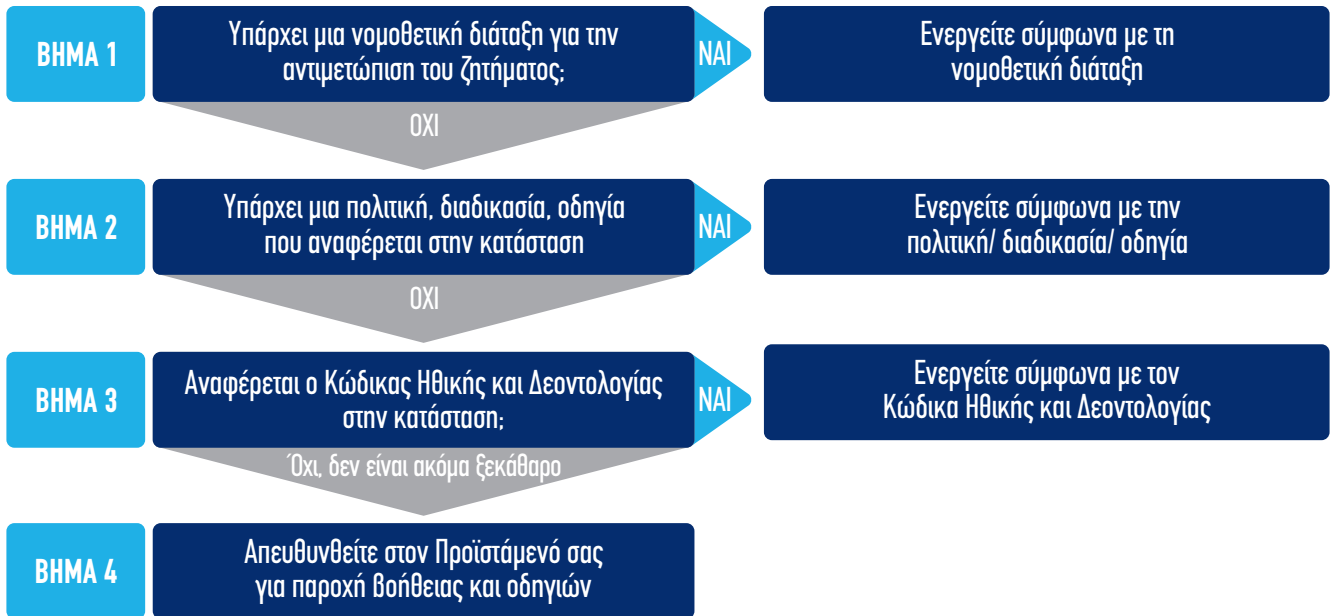 ΒΗΜΑ 1
Υπάρχει μια νομοθετική διάταξη για την
αντιμετώπιση του ζητήματος;
ΝΑΙ
Ενεργείτε σύμφωνα με τη
νομοθετική διάταξη
ΟΧΙ
ΒΗΜΑ 2
Υπάρχει μια πολιτική, διαδικασία, οδηγία
που αναφέρεται στην κατάσταση
ΝΑΙ
Ενεργείτε σύμφωνα με την
πολιτική/ διαδικασία/ οδηγία
ΟΧΙ
ΒΗΜΑ 3
Αναφέρεται ο Κώδικας Ηθικής και Δεοντολογίας
στην κατάσταση;
ΝΑΙ
Ενεργείτε σύμφωνα με τον
Κώδικα Ηθικής και Δεοντολογίας
Όχι, δεν είναι ακόμα ξεκάθαρο
ΒΗΜΑ 4
Απευθυνθείτε στον Προϊστάμενό σας
για παροχή βοήθειας και οδηγιών